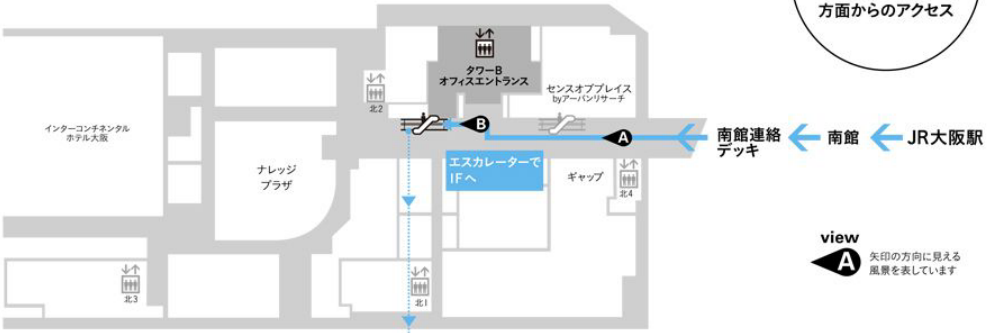 方面からのアクセス
タワーB
オフィスエントランス
センスオブプレイス
byアーバンリサーチ
北2
インターコンチネンタル
ホテル大阪
B
A
南館連絡
デッキ
南館
JR大阪駅
ナレッジ
プラザ
エスカレーターで
1Fへ
ギャップ
北4
view
A
矢印の方向に見える
風景を表しています
北3
北1